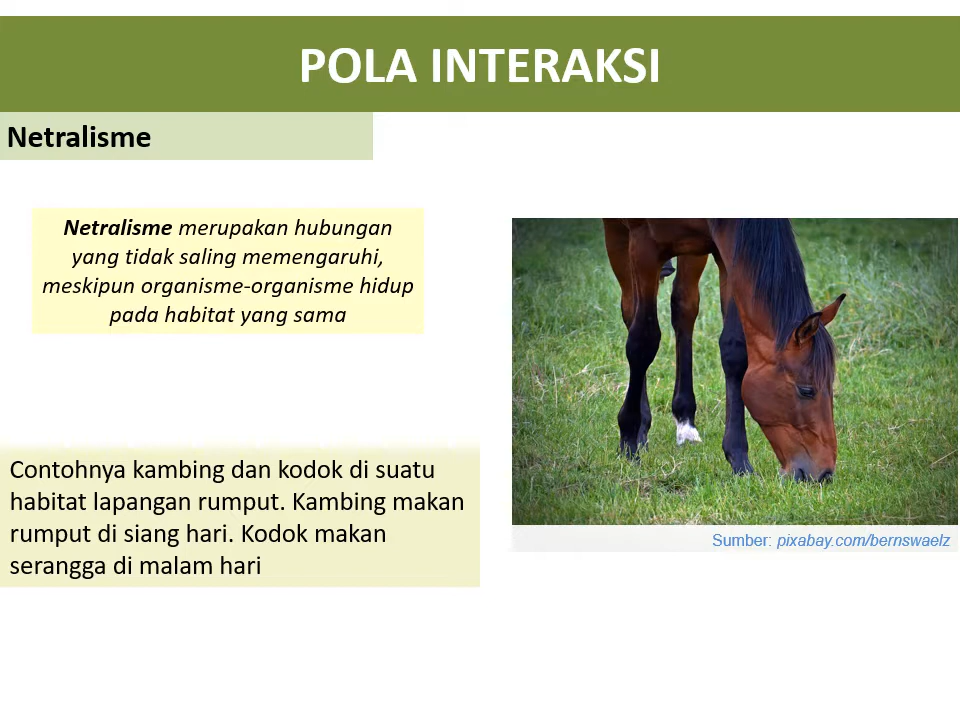 POLA INTERAKSI
Netralisme
Netralisme merupakan hubungan
yang tidak saling memengaruhi,
meskipun organisme-organisme hidup
pada habitat yang sama
Contohnya kambing dan kodok di suatu
habitat lapangan rumput. Kambing makan
rumput di siang hari. Kodok makan
serangga di malam hari
Sumber: pixabay.com/bernswaelz